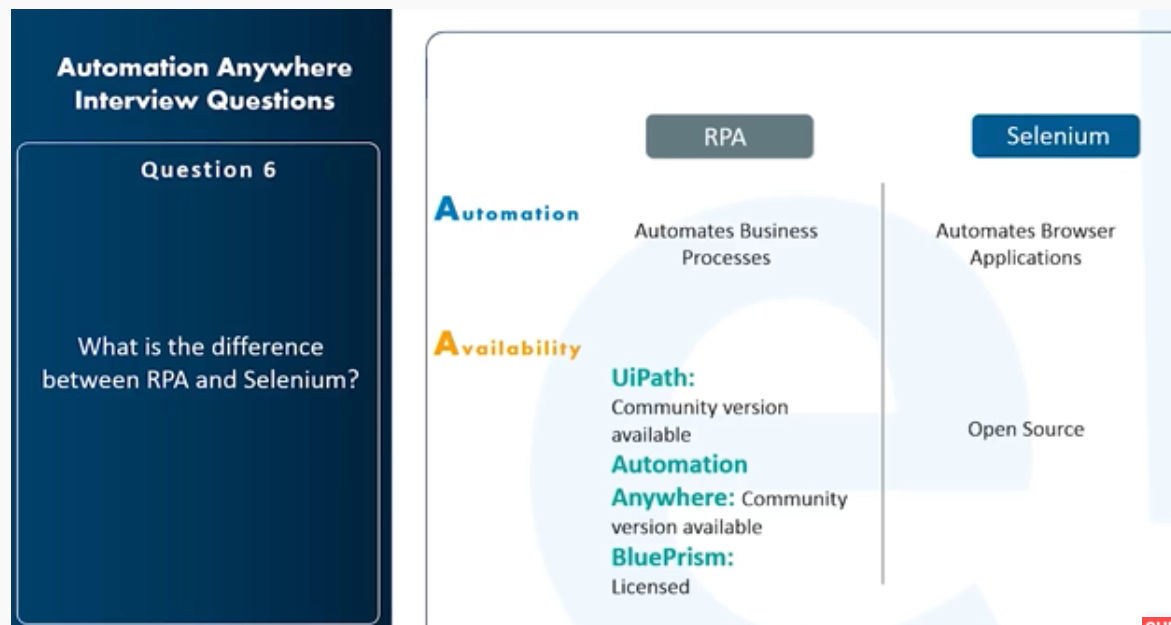 Automation Anywhere
Interview Questions
Question 6
What is the difference
between RPA and Selenium?
RPA
Selenium
Automation
Automates Business
Processes
Automates Browser
Applications
Availability
UiPath:
Community version
available
Automation
Anywhere: Community
version available
BluePrism:
Licensed
Open Source